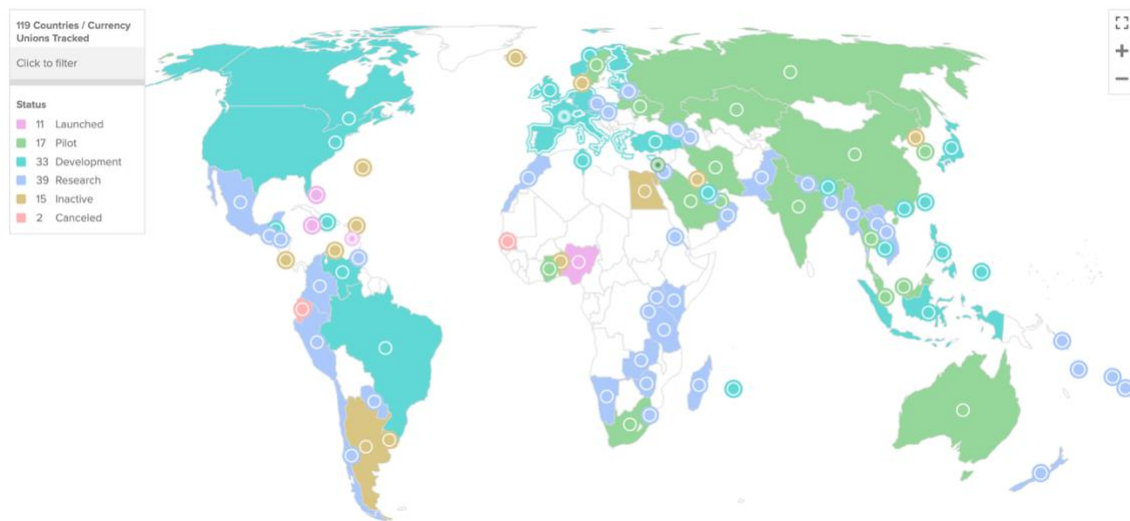 119 Countries / Currency
Unions Tracked
Click to filter
Status
11 Launched
17 Pilot
33 Development
39 Research
15 Inactive
2 Canceled
+
−